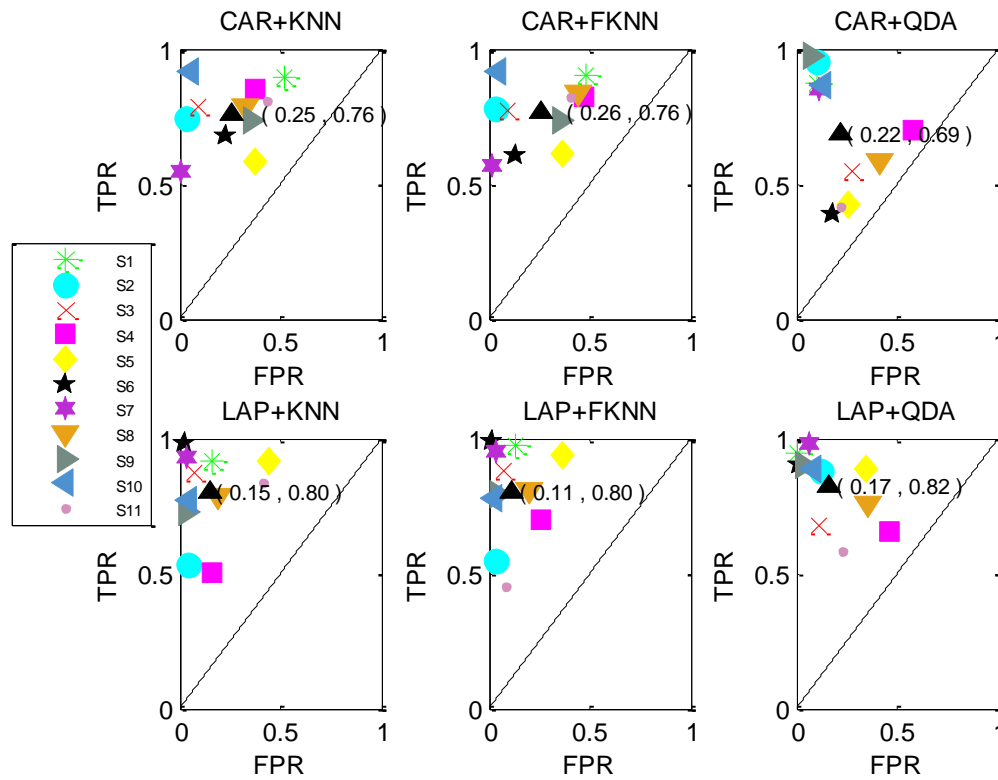 CAR+KNN
CAR+FKNN
CAR+QDA
1
1
1
TPR
TPR
TPR
0.5
0.5
0.5
( 0.25 , 0.76 )
( 0.26 , 0.76 )
( 0.22 , 0.69 )
0
0
0
0
0.5
1
0
0.5
1
0
0.5
1
FPR
FPR
FPR
S1
S2
S3
S4
S5
S6
S7
S8
S9
S10
S11
LAP+KNN
LAP+FKNN
LAP+QDA
1
1
1
TPR
TPR
TPR
0.5
0.5
0.5
( 0.15 , 0.80 )
( 0.11 , 0.80 )
( 0.17 , 0.82 )
0
0
0
0
0.5
1
0
0.5
1
0
0.5
1
FPR
FPR
FPR